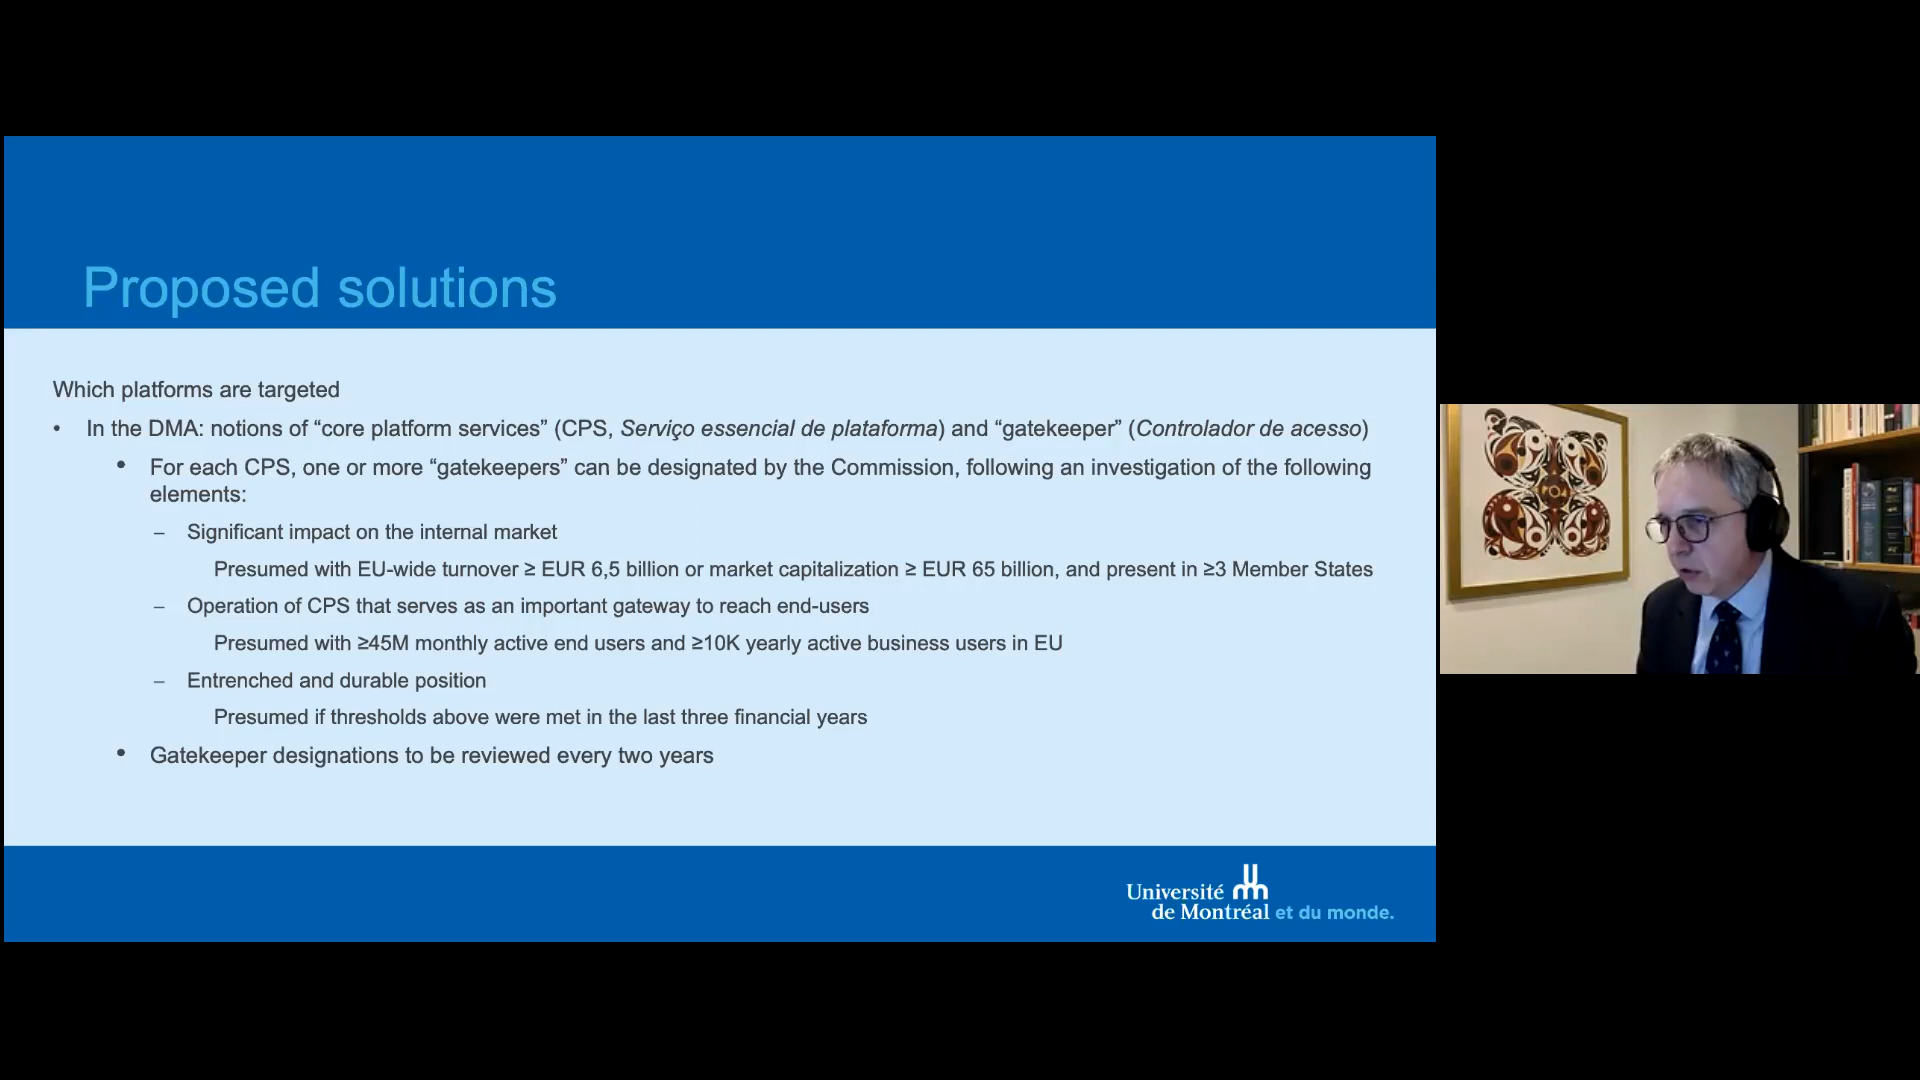 Proposed solutions
Which platforms are targeted
• In the DMA: notions of “core platform services” (CPS, Serviço essencial de plataforma) and “gatekeeper” (Controlador de acesso)
• For each CPS, one or more “gatekeepers” can be designated by the Commission, following an investigation of the following
elements:
– Significant impact on the internal market
Presumed with EU-wide turnover ≥ EUR 6,5 billion or market capitalization ≥ EUR 65 billion, and present in ≥3 Member States
– Operation of CPS that serves as an important gateway to reach end-users
Presumed with ≥45M monthly active end users and ≥10K yearly active business users in EU
– Entrenched and durable position
Presumed if thresholds above were met in the last three financial years
• Gatekeeper designations to be reviewed every two years
Université
de Montréal et du monde.